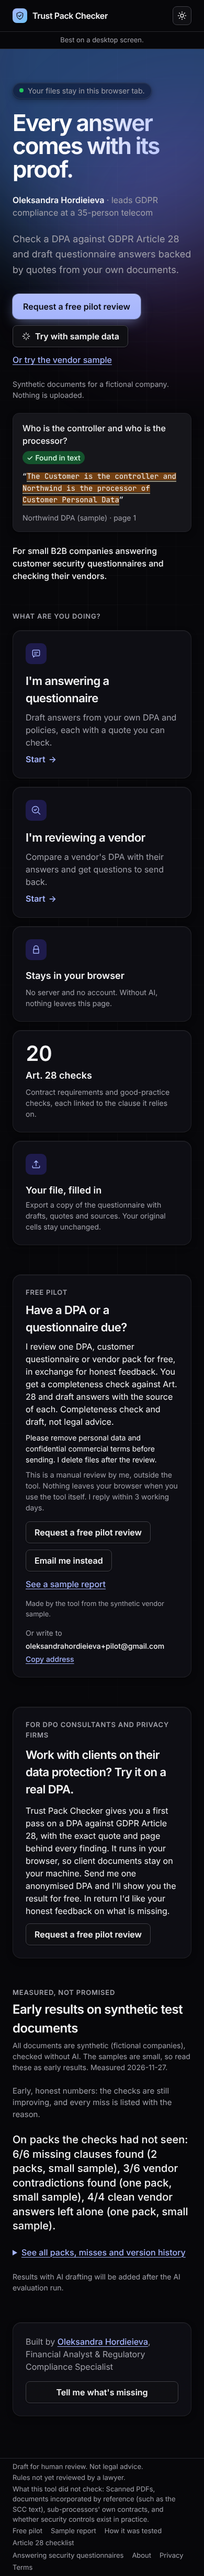 Trust Pack Checker
Best on a desktop screen.
Your files stay in this browser tab.
Every answer
comes with its
proof.
Oleksandra Hordieieva · leads GDPR
compliance at a 35-person telecom
Check a DPA against GDPR Article 28
and draft questionnaire answers backed
by quotes from your own documents.
Request a free pilot review
Try with sample data
Or try the vendor sample
Synthetic documents for a fictional company.
Nothing is uploaded.
Who is the controller and who is the
processor?
✓ Found in text
“The Customer is the controller and
Northwind is the processor of
Customer Personal Data”
Northwind DPA (sample) · page 1
For small B2B companies answering
customer security questionnaires and
checking their vendors.
WHAT ARE YOU DOING?
I'm answering a
questionnaire
Draft answers from your own DPA and
policies, each with a quote you can
check.
Start →
I'm reviewing a vendor
Compare a vendor's DPA with their
answers and get questions to send
back.
Start →
Stays in your browser
No server and no account. Without AI,
nothing leaves this page.
20
Art. 28 checks
Contract requirements and good-practice
checks, each linked to the clause it relies
on.
Your file, filled in
Export a copy of the questionnaire with
drafts, quotes and sources. Your original
cells stay unchanged.
FREE PILOT
Have a DPA or a
questionnaire due?
I review one DPA, customer
questionnaire or vendor pack for free,
in exchange for honest feedback. You
get a completeness check against Art.
28 and draft answers with the source
of each. Completeness check and
draft, not legal advice.
Please remove personal data and
confidential commercial terms before
sending. I delete files after the review.
This is a manual review by me, outside the
tool. Nothing leaves your browser when you
use the tool itself. I reply within 3 working
days.
Request a free pilot review
Email me instead
See a sample report
Made by the tool from the synthetic vendor
sample.
Or write to
oleksandrahordieieva+pilot@gmail.com
Copy address
FOR DPO CONSULTANTS AND PRIVACY
FIRMS
Work with clients on their
data protection? Try it on a
real DPA.
Trust Pack Checker gives you a first
pass on a DPA against GDPR Article
28, with the exact quote and page
behind every finding. It runs in your
browser, so client documents stay on
your machine. Send me one
anonymised DPA and I'll show you the
result for free. In return I'd like your
honest feedback on what is missing.
Request a free pilot review
MEASURED, NOT PROMISED
Early results on synthetic test
documents
All documents are synthetic (fictional companies),
checked without AI. The samples are small, so read
these as early results. Measured 2026-11-27.
Early, honest numbers: the checks are still
improving, and every miss is listed with the
reason.
On packs the checks had not seen:
6/6 missing clauses found (2
packs, small sample), 3/6 vendor
contradictions found (one pack,
small sample), 4/4 clean vendor
answers left alone (one pack, small
sample).
▶ See all packs, misses and version history
Results with AI drafting will be added after the AI
evaluation run.
Built by Oleksandra Hordieieva,
Financial Analyst & Regulatory
Compliance Specialist
Tell me what's missing
Draft for human review. Not legal advice.
Rules not yet reviewed by a lawyer.
What this tool did not check: Scanned PDFs,
documents incorporated by reference (such as the
SCC text), sub-processors' own contracts, and
whether security controls exist in practice.
Free pilot Sample report How it was tested
Article 28 checklist
Answering security questionnaires About Privacy
Terms